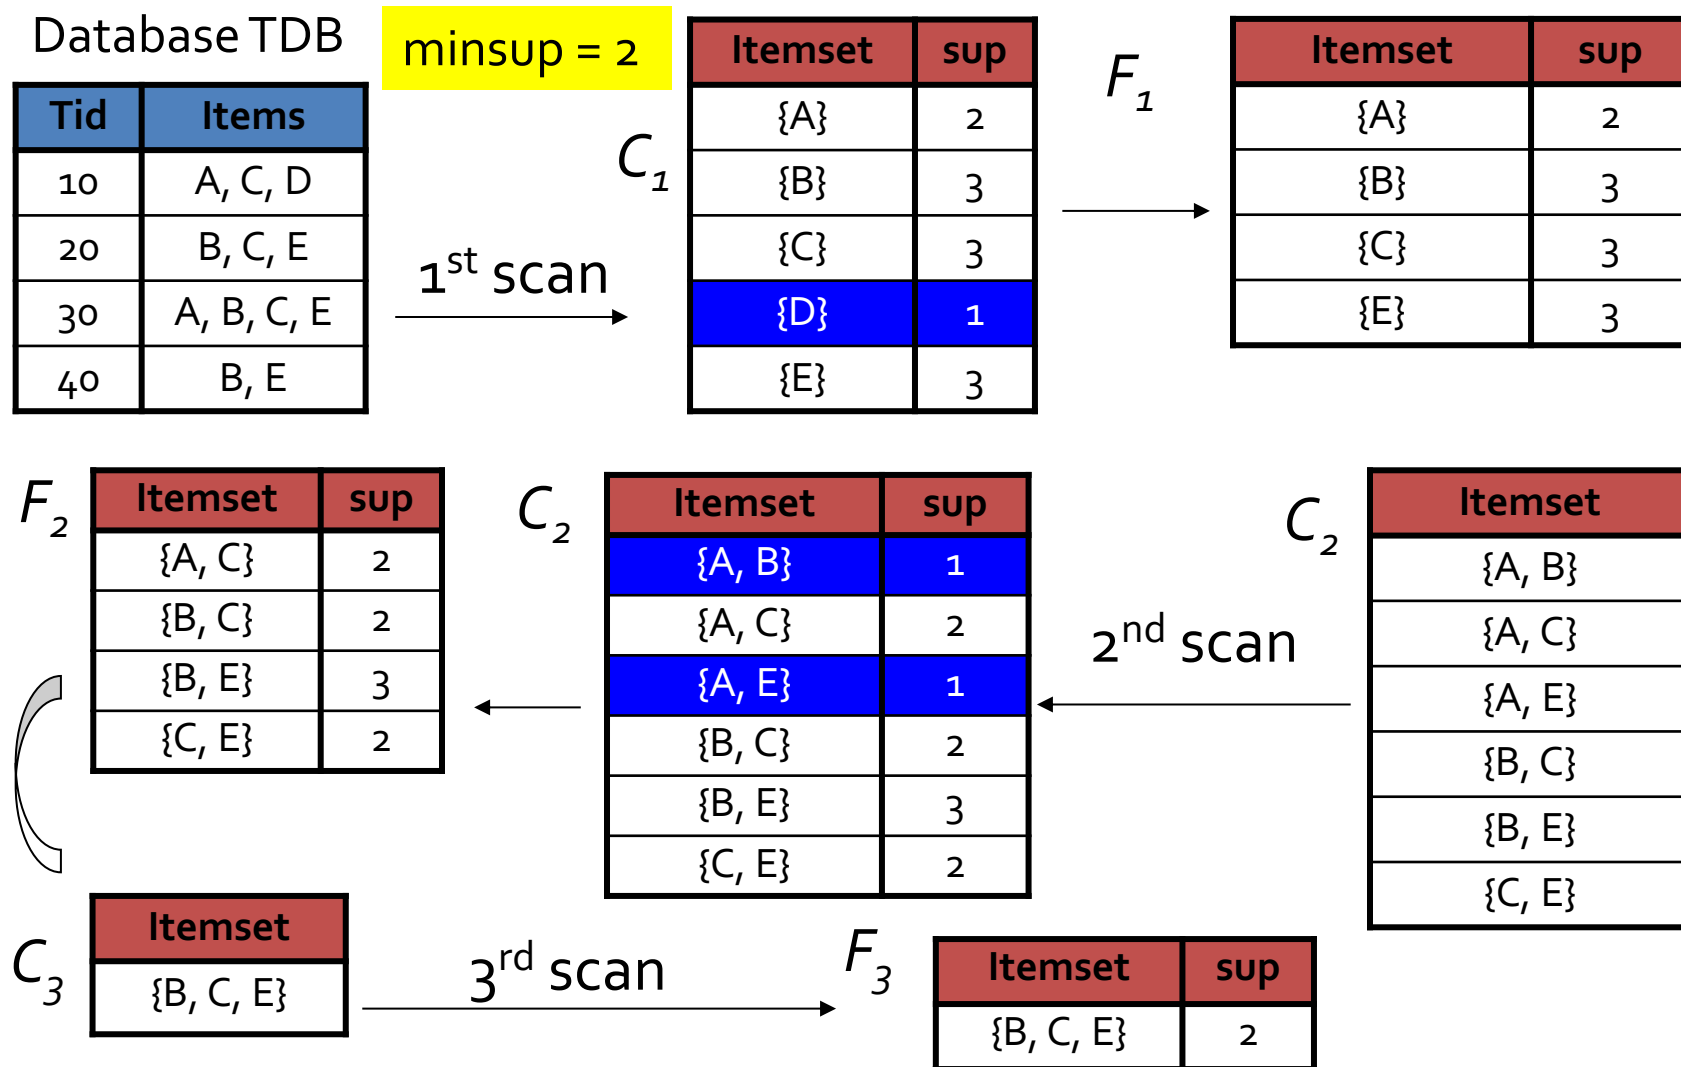 Database TDB
minsup = 2
Tid Items
10 A, C, D
20 B, C, E
30 A, B, C, E
40 B, E
1st scan
C1
Itemset sup
{A} 2
{B} 3
{C} 3
{D} 1
{E} 3
F1
Itemset sup
{A} 2
{B} 3
{C} 3
{E} 3
F2
Itemset sup
{A, C} 2
{B, C} 2
{B, E} 3
{C, E} 2
C2
Itemset sup
{A, B} 1
{A, C} 2
{A, E} 1
{B, C} 2
{B, E} 3
{C, E} 2
2nd scan
C2
Itemset
{A, B}
{A, C}
{A, E}
{B, C}
{B, E}
{C, E}
C3
Itemset
{B, C, E}
3rd scan
F3
Itemset sup
{B, C, E} 2